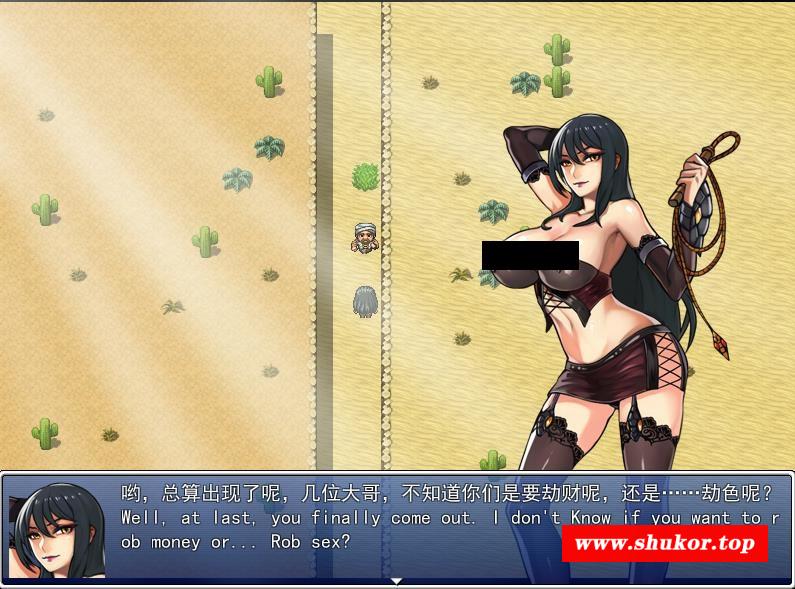 哟，总算出现了呢，几位大哥，不知道你们是要劫财呢，还是……劫色呢？
Well, at last, you finally come out. I don't Know if you want to r
ob money or... Rob sex?
www.shukor.top